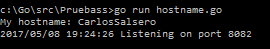 c:\Go\src\Pruebass>go run hostname.go
My hostname: CarlosSalsero
2017/05/08 19:24:26 Listening on port 8082